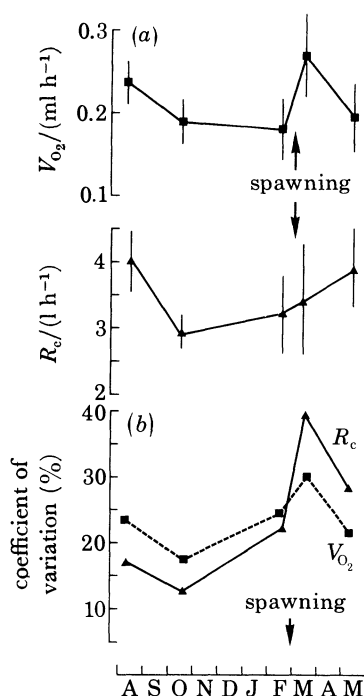 (a)
0.3
0.2
0.1
V_O₂/(ml h⁻¹)
spawning
4
3
2
R_c/(l h⁻¹)
(b)
40
30
20
10
coefficient of
variation (%)
R_c
V_O₂
spawning
A S O N D J F M A M